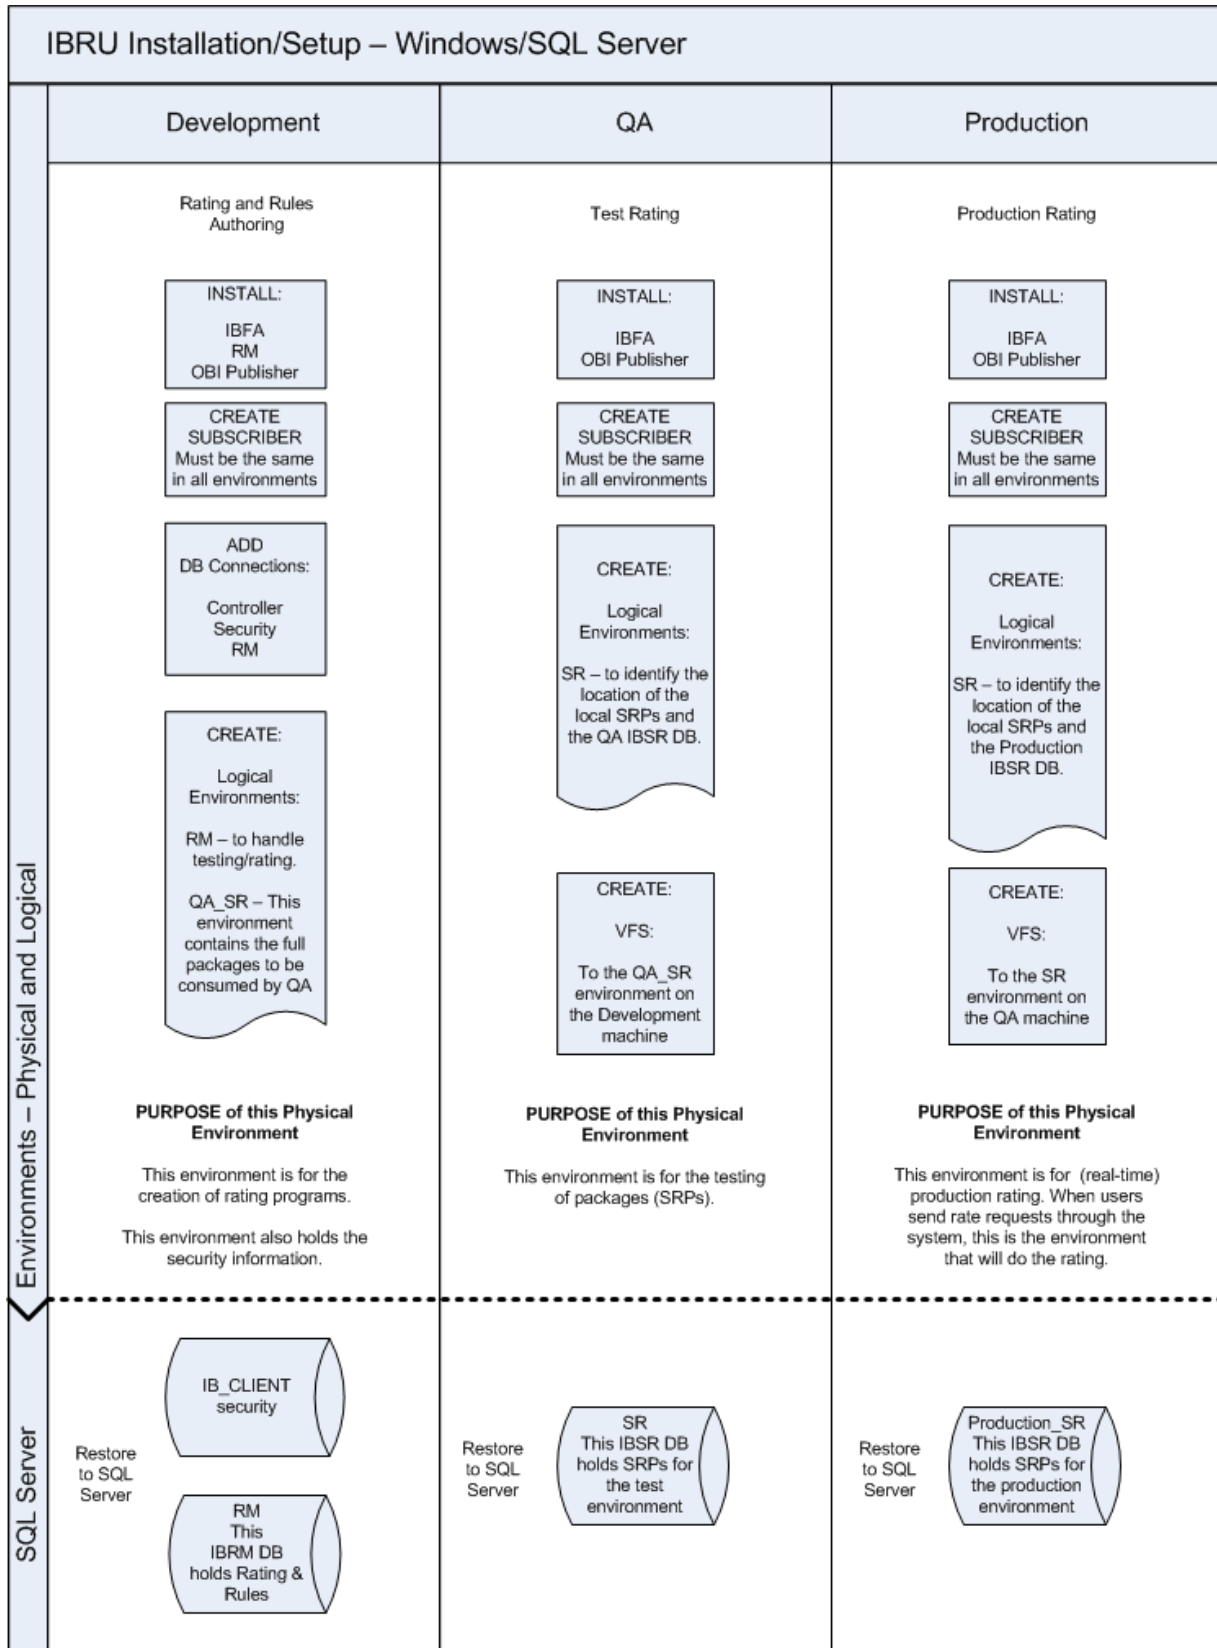 IBRU Installation/Setup – Windows/SQL Server
Development
QA
Production
Environments – Physical and Logical
Rating and Rules
Authoring
INSTALL:
IBFA
RM
OBI Publisher
CREATE
SUBSCRIBER
Must be the same
in all environments
ADD
DB Connections:
Controller
Security
RM
CREATE:
Logical
Environments:
RM – to handle
testing/rating.
QA_SR – This
environment
contains the full
packages to be
consumed by QA
PURPOSE of this Physical
Environment
This environment is for the
creation of rating programs.
This environment also holds the
security information.
Test Rating
INSTALL:
IBFA
OBI Publisher
CREATE
SUBSCRIBER
Must be the same
in all environments
CREATE:
Logical
Environments:
SR – to identify the
location of the
local SRPs and
the QA IBSR DB.
CREATE:
VFS:
To the QA_SR
environment on
the Development
machine
PURPOSE of this Physical
Environment
This environment is for the testing
of packages (SRPs).
Production Rating
INSTALL:
IBFA
OBI Publisher
CREATE
SUBSCRIBER
Must be the same
in all environments
CREATE:
Logical
Environments:
SR – to identify the
location of the
local SRPs and
the Production
IBSR DB.
CREATE:
VFS:
To the SR
environment on
the QA machine
PURPOSE of this Physical
Environment
This environment is for (real-time)
production rating. When users
send rate requests through the
system, this is the environment
that will do the rating.
SQL Server
Restore
to SQL
Server
IB_CLIENT
security
RM
This
IBRM DB
holds Rating &
Rules
Restore
to SQL
Server
SR
This IBSR DB
holds SRPs for
the test
environment
Restore
to SQL
Server
Production_SR
This IBSR DB
holds SRPs for
the production
environment